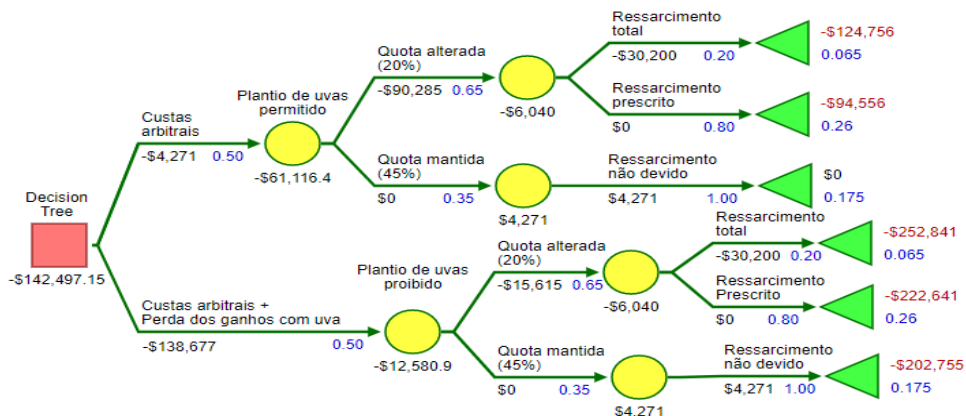 Ressarcimento
total
-$30,200 0.20
-$124,756
0.065
Quota alterada
(20%)
-$90,285 0.65
-$6,040
Ressarcimento
prescrito
$0 0.80
-$94,556
0.26
Plantio de uvas
permitido
Custas
arbitrais
-$4,271 0.50
-$61,116.4
Quota mantida
(45%)
$0 0.35
$4,271
Ressarcimento
não devido
$4,271 1.00
$0
0.175
Decision
Tree
-$142,497.15
Custas arbitrais +
Perda dos ganhos com uva
-$138,677 0.50
Plantio de uvas
proibido
-$12,580.9
Quota alterada
(20%)
-$15,615 0.65
-$6,040
Ressarcimento
total
-$30,200 0.20
-$252,841
0.065
Ressarcimento
Prescrito
$0 0.80
-$222,641
0.26
Quota mantida
(45%)
$0 0.35
$4.271
Ressarcimento
não devido
$4,271 1.00
-$202,755
0.175